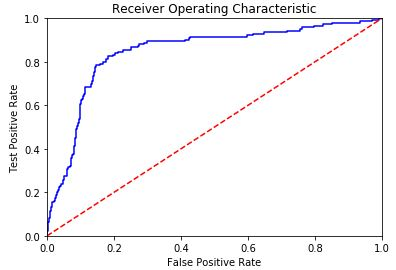 Receiver Operating Characteristic
1.0
0.8
0.6
0.4
0.2
0.0
Test Positive Rate
0.0 0.2 0.4 0.6 0.8 1.0
False Positive Rate